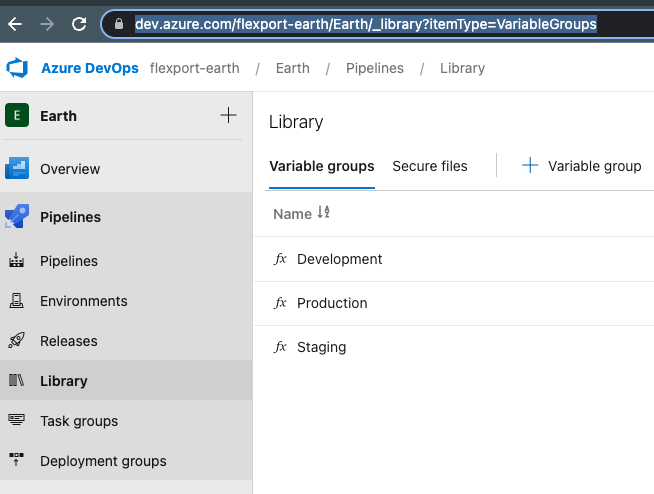 dev.azure.com/flexport-earth/Earth/_library?itemType=VariableGroups
Azure DevOps flexport-earth / Earth / Pipelines / Library
E Earth
Overview
Pipelines
Pipelines
Environments
Releases
Library
Task groups
Deployment groups
Library
Variable groups Secure files + Variable group
Name
fx Development
fx Production
fx Staging